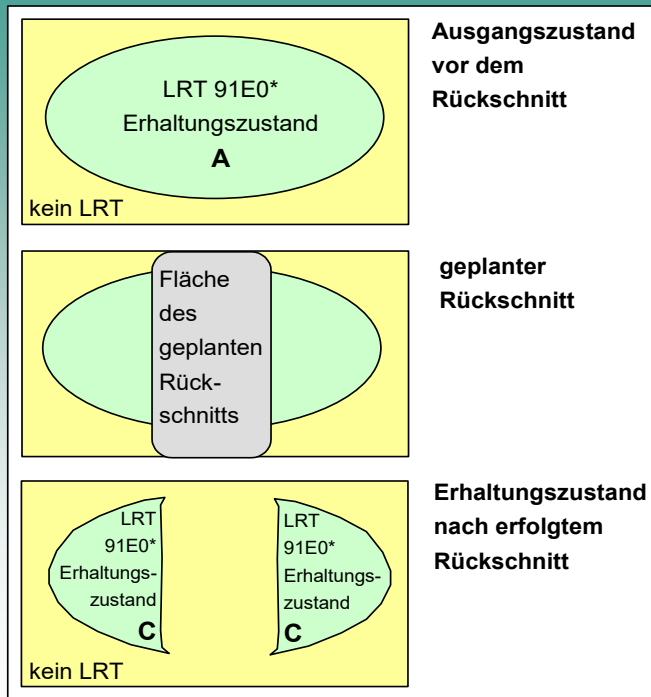 LRT 91E0*
Erhaltungszustand
A
kein LRT
Ausgangszustand
vor dem
Rückschnitt
Fläche
des
geplanten
Rück-
schnitts
geplanter
Rückschnitt
LRT
91E0*
Erhaltungs-
zustand
C
LRT
91E0*
Erhaltungs-
zustand
C
kein LRT
Erhaltungszustand
nach erfolgtem
Rückschnitt